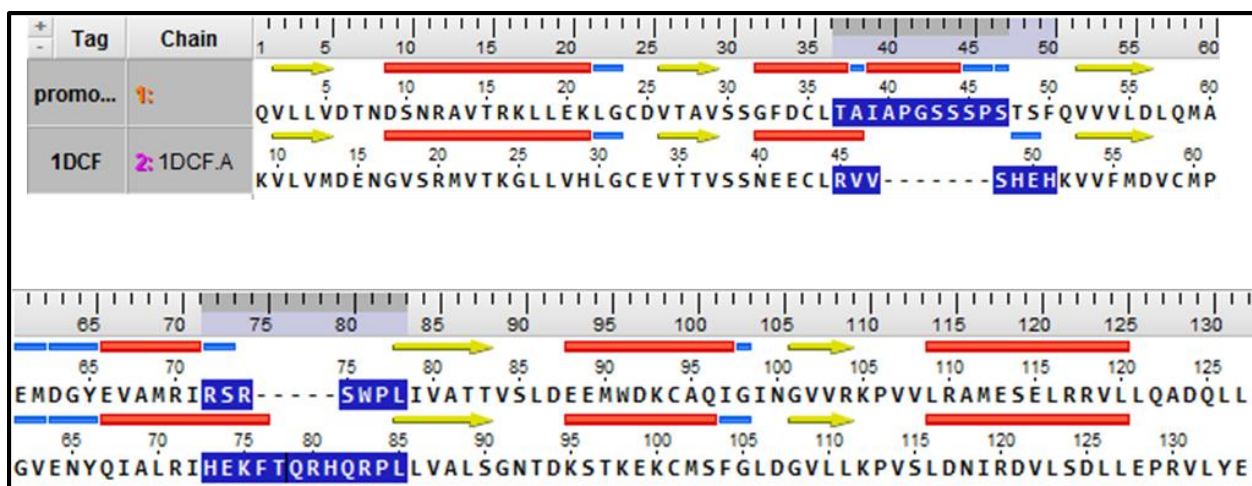 + - Tag Chain 1 5 10 15 20 25 30 35 40 45 50 55 60
5 10 15 20 25 30 35 40 45 50 55 60
promo... 1: QVLLVDTNDSNRAVTRKLLEKLGCDVTAVSSGFDCLTAIAPGSSSPSTSFQVVVLDLQMA
10 15 20 25 30 35 40 45 50 55 60
1DCF 2: 1DCF.A KVLVMDENGVSRMVTKGLLVHLGCEVTTVSSNEECLRVV-------SHEHKVVFMDVCMP
65 70 75 80 85 90 95 100 105 110 115 120 125 130
65 70 75 80 85 90 95 100 105 110 115 120 125
EMDGYEVAMRIRSR-----SWPLIVATTVSLDEEMWDKCAQIGINGVVRKPVVLRAMESELRRVLLQADQLL
65 70 75 80 85 90 95 100 105 110 115 120 125 130
GVENYQIALRIHEKFTQRHQRPLLVALSGNTDKSTKEKCMSFGLDGVLLKPVSLDNIRDVLSDLLEPRVLYE